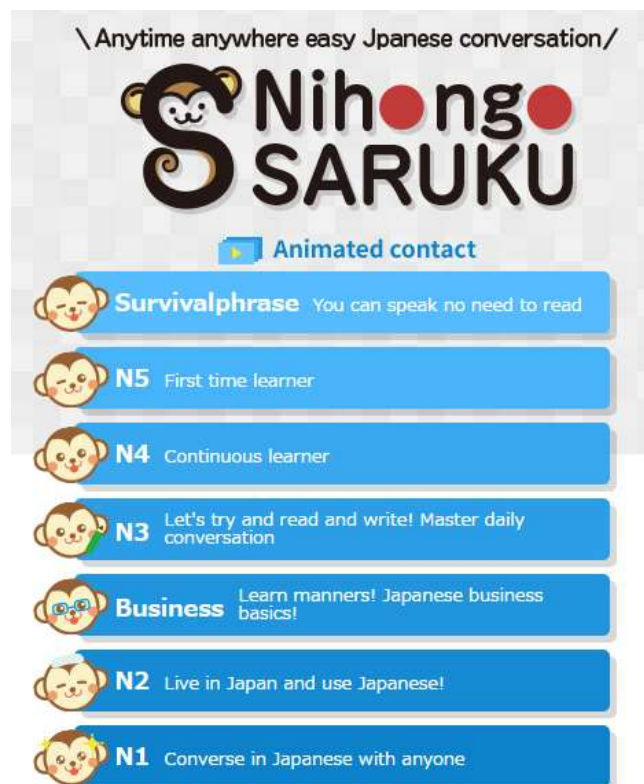 \ Anytime anywhere easy Jpanese conversation /
Nihongo
SARUKU
Animated contact
Survivalphrase You can speak no need to read
N5 First time learner
N4 Continuous learner
N3 Let's try and read and write! Master daily
conversation
Business Learn manners! Japanese business
basics!
N2 Live in Japan and use Japanese!
N1 Converse in Japanese with anyone